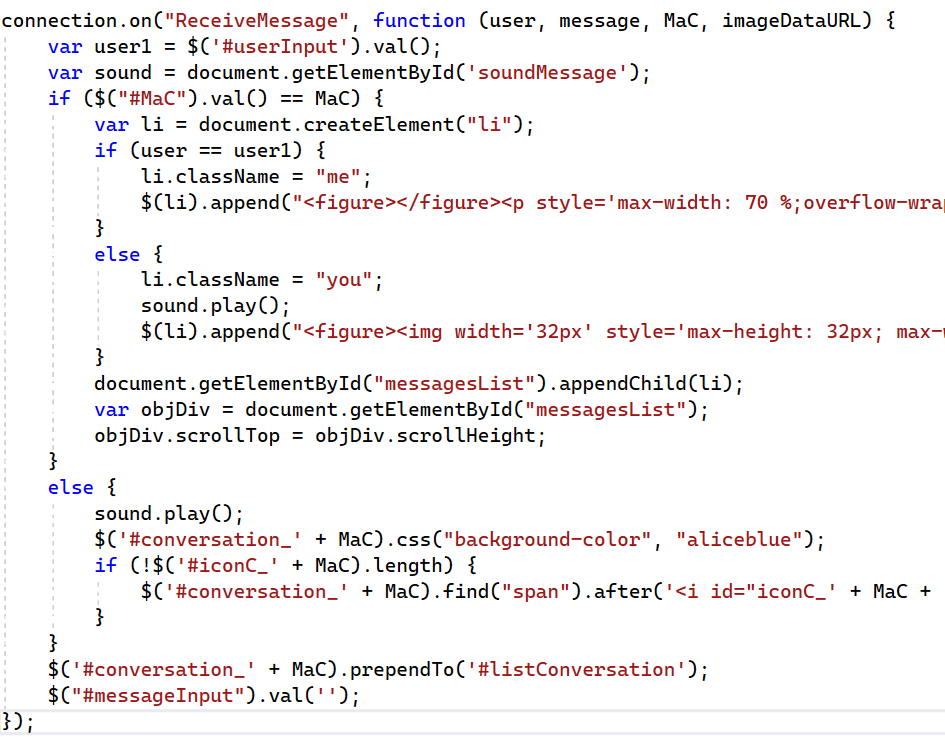 connection.on("ReceiveMessage", function (user, message, MaC, imageDataURL) {
    var user1 = $('#userInput').val();
    var sound = document.getElementById('soundMessage');
    if ($("#MaC").val() == MaC) {
        var li = document.createElement("li");
        if (user == user1) {
            li.className = "me";
            $(li).append("<figure></figure><p style='max-width: 70 %;overflow-wrap
        }
        else {
            li.className = "you";
            sound.play();
            $(li).append("<figure><img width='32px' style='max-height: 32px; max-w
        }
        document.getElementById("messagesList").appendChild(li);
        var objDiv = document.getElementById("messagesList");
        objDiv.scrollTop = objDiv.scrollHeight;
    }
    else {
        sound.play();
        $('#conversation_' + MaC).css("background-color", "aliceblue");
        if (!$('#iconC_' + MaC).length) {
            $('#conversation_' + MaC).find("span").after('<i id="iconC_' + MaC +
        }
    }
    $('#conversation_' + MaC).prependTo('#listConversation');
    $("#messageInput").val('');
});